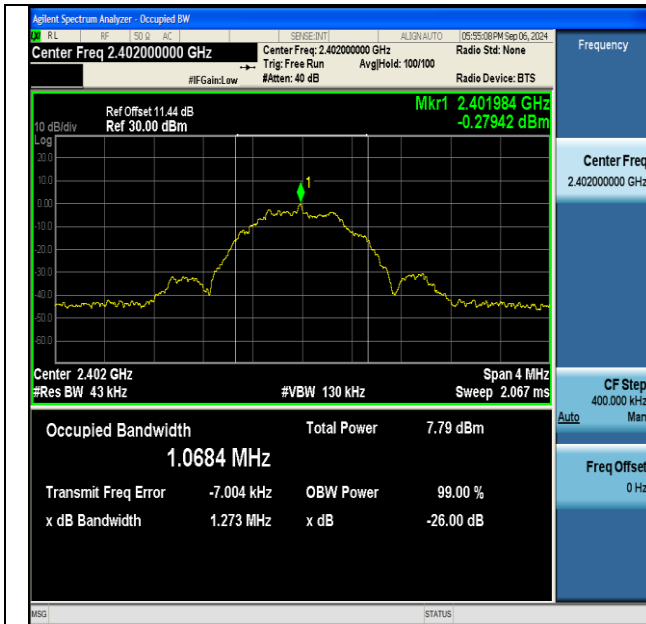 Agilent Spectrum Analyzer - Occupied BW
RL RF 50 Ω AC SENSE:INT ALIGN AUTO 05:55:08 PM Sep 06, 2024
Center Freq 2.402000000 GHz
Center Freq: 2.402000000 GHz
Radio Std: None
Trig: Free Run Avg|Hold: 100/100
#IFGain:Low
#Atten: 40 dB
Radio Device: BTS
Frequency
Ref Offset 11.44 dB
Mkr1 2.401984 GHz
10 dB/div
Ref 30.00 dBm
-0.27942 dBm
Log
20.0
10.0
0.00
-10.0
-20.0
-30.0
-40.0
-50.0
-60.0
1
Center 2.402 GHz
Span 4 MHz
#Res BW 43 kHz
#VBW 130 kHz
Sweep 2.067 ms
Center Freq
2.402000000 GHz
CF Step
400.000 kHz
Auto Man
Freq Offset
0 Hz
Occupied Bandwidth
Total Power 7.79 dBm
1.0684 MHz
Transmit Freq Error -7.004 kHz
OBW Power 99.00 %
x dB Bandwidth 1.273 MHz
x dB -26.00 dB
MSG
STATUS